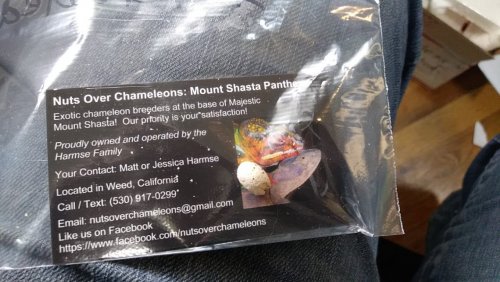 Nuts Over Chameleons: Mount Shasta
Exotic chameleon breeders at the base of Majestic
Mount Shasta! Our priority is your satisfaction!
Proudly owned and operated by the
Harmse Family
Your Contact: Matt or Jessica Harmse
Located in Weed, California
Call / Text: (530) 917-0299
Email: nutsoverchameleons@gmail.com
Like us on Facebook
https://www.facebook.com/nutsoverchameleons